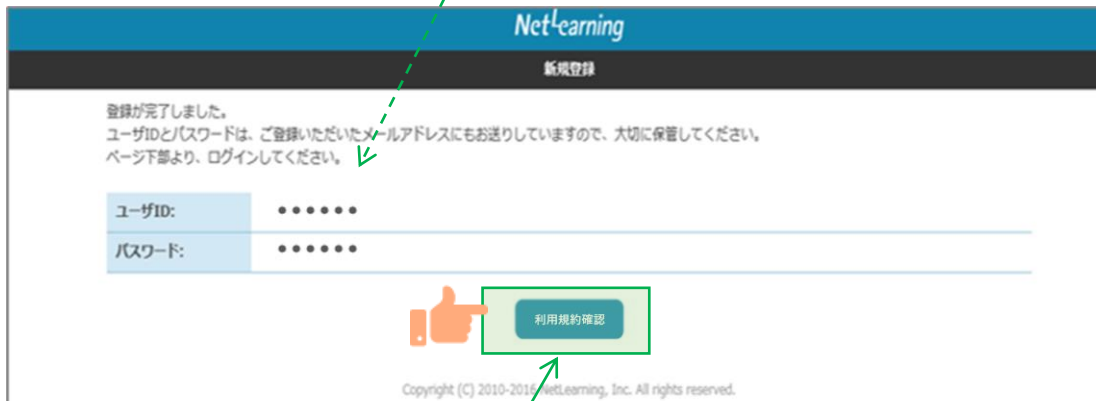 NetLearning
新規登録
登録が完了しました。
ユーザIDとパスワードは、ご登録いただいたメールアドレスにもお送りしていますので、大切に保管してください。
ページ下部より、ログインしてください。
ユーザID: ●●●●●●
パスワード: ●●●●●●
利用規約確認
Copyright (C) 2010-2016 NetLearning, Inc. All rights reserved.